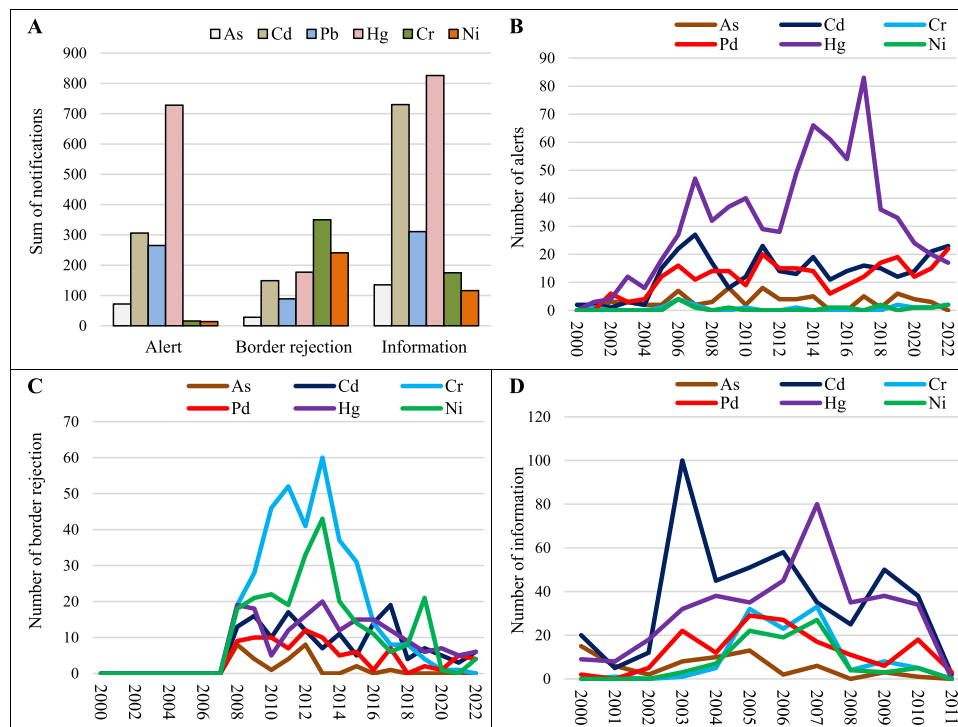 A
As Cd Pb Hg Cr Ni
Sum of notifications
900
800
700
600
500
400
300
200
100
0
Alert Border rejection Information
B
As Cd Cr
Pd Hg Ni
Number of alerts
90
80
70
60
50
40
30
20
10
0
2000 2002 2004 2006 2008 2010 2012 2014 2016 2018 2020 2022
C
As Cd Cr
Pd Hg Ni
Number of border rejection
70
60
50
40
30
20
10
0
2000 2002 2004 2006 2008 2010 2012 2014 2016 2018 2020 2022
D
As Cd Cr
Pd Hg Ni
Number of information
120
100
80
60
40
20
0
2000 2001 2002 2003 2004 2005 2006 2007 2008 2009 2010 2011